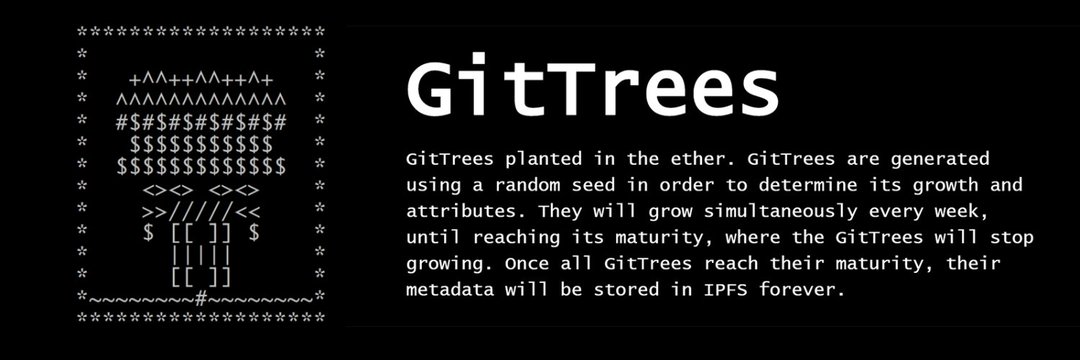 *******************
*                 *
*   +^^++^^++^+   *
*  ^^^^^^^^^^^^^  *
*  #$#$#$#$#$#$#  *
*   $$$$$$$$$$$   *
*  $$$$$$$$$$$$$  *
*    <><> <><>    *
*    >>/////<<    *
*    $ [[ ]] $    *
*      |||||      *
*      [[ ]]      *
*~~~~~~~~#~~~~~~~~*
*******************
GitTrees
GitTrees planted in the ether. GitTrees are generated
using a random seed in order to determine its growth and
attributes. They will grow simultaneously every week,
until reaching its maturity, where the GitTrees will stop
growing. Once all GitTrees reach their maturity, their
metadata will be stored in IPFS forever.